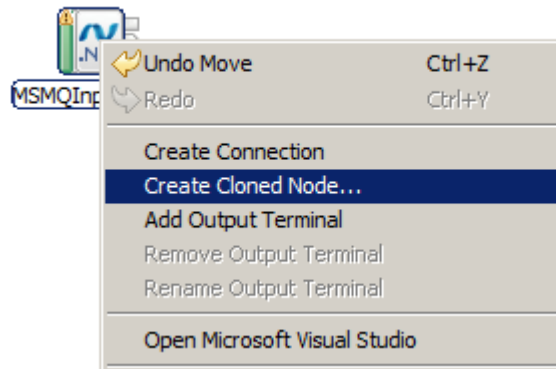 .N
MSMQInp
Undo Move Ctrl+Z
Redo Ctrl+Y
Create Connection
Create Cloned Node...
Add Output Terminal
Remove Output Terminal
Rename Output Terminal
Open Microsoft Visual Studio